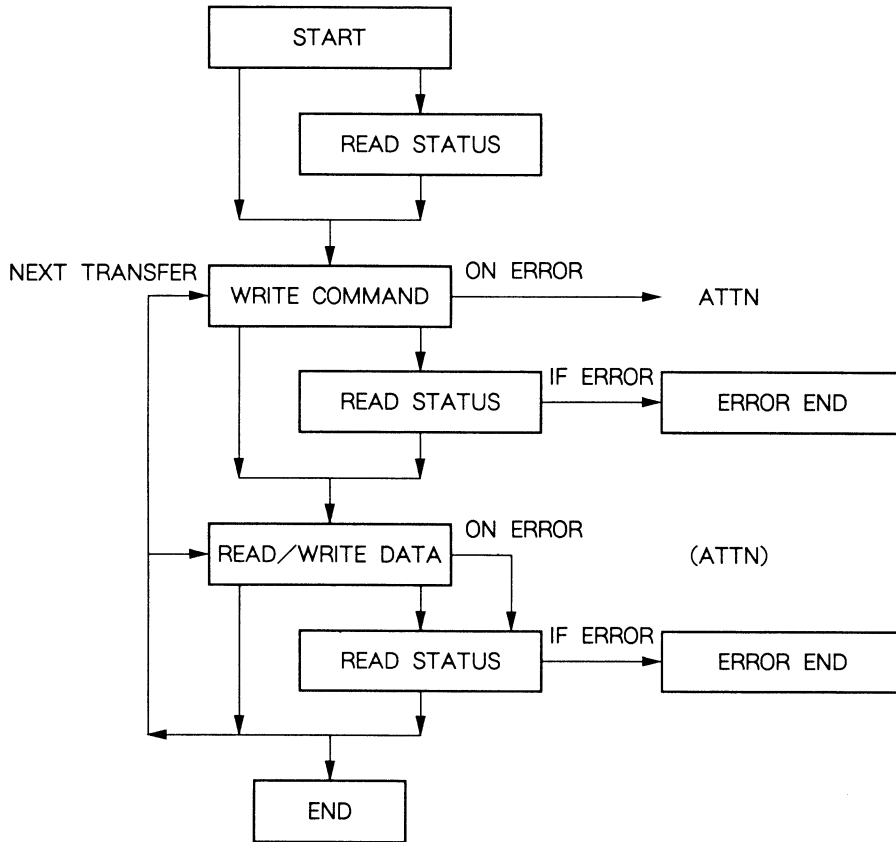 START
READ STATUS
NEXT TRANSFER
WRITE COMMAND
ON ERROR
ATTN
READ STATUS
IF ERROR
ERROR END
READ/WRITE DATA
ON ERROR
(ATTN)
READ STATUS
IF ERROR
ERROR END
END